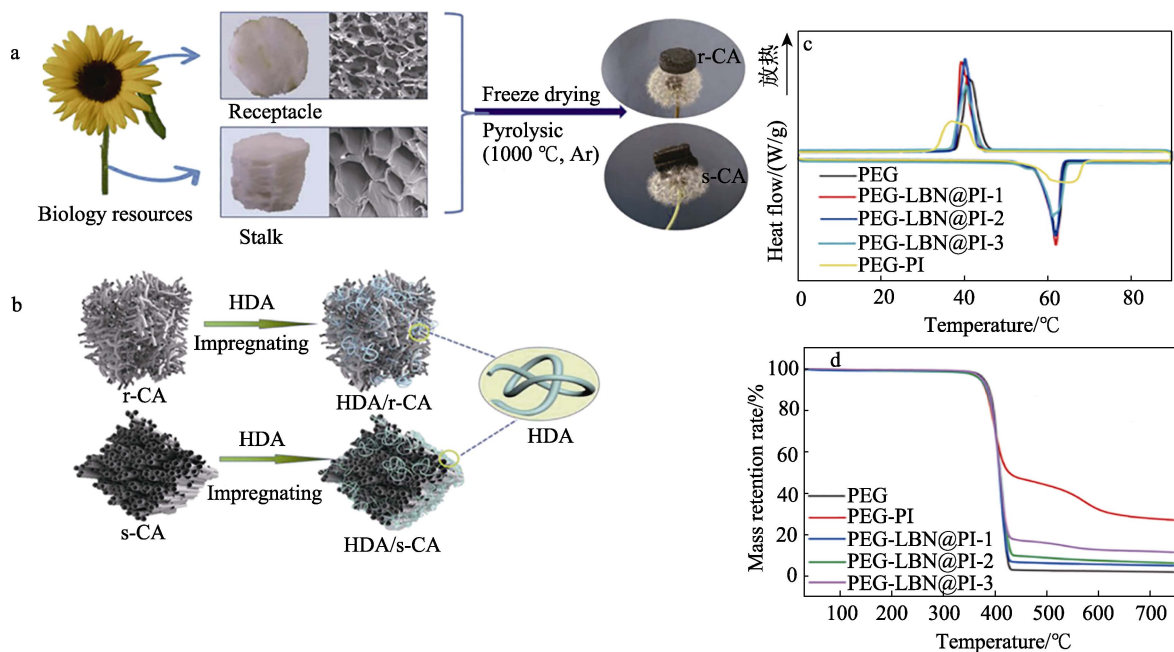 a
Receptacle
Stalk
Biology resources
Freeze drying
Pyrolysic
(1000 ℃, Ar)
r-CA
s-CA
b
HDA
Impregnating
r-CA
HDA/r-CA
HDA
HDA
Impregnating
s-CA
HDA/s-CA
c
放热
Heat flow/(W/g)
PEG
PEG-LBN@PI-1
PEG-LBN@PI-2
PEG-LBN@PI-3
PEG-PI
0 20 40 60 80
Temperature/℃
d
Mass retention rate/%
100
80
60
40
20
0
PEG
PEG-PI
PEG-LBN@PI-1
PEG-LBN@PI-2
PEG-LBN@PI-3
100 200 300 400 500 600 700
Temperature/℃